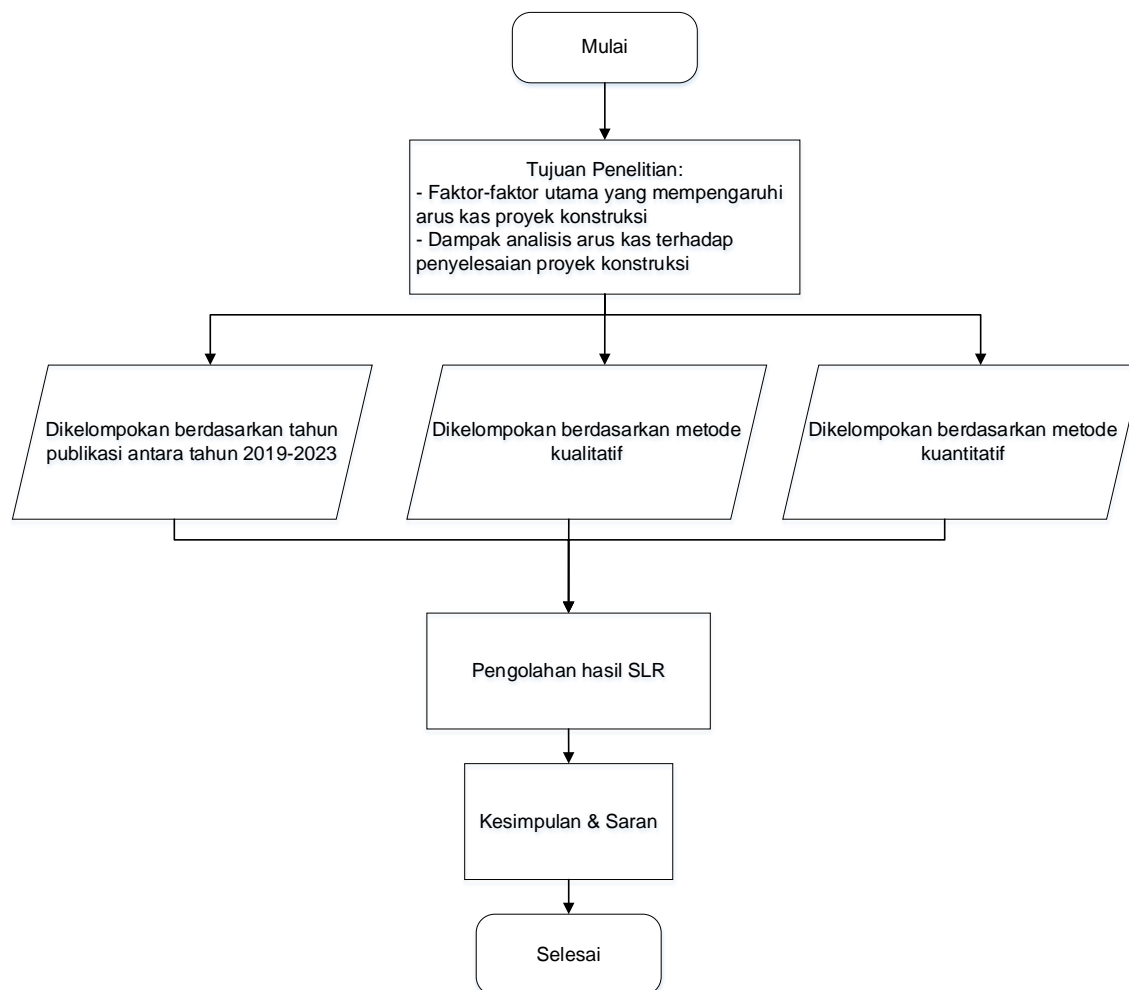 Mulai
Tujuan Penelitian:
- Faktor-faktor utama yang mempengaruhi
arus kas proyek konstruksi
- Dampak analisis arus kas terhadap
penyelesaian proyek konstruksi
Dikelompokan berdasarkan tahun
publikasi antara tahun 2019-2023
Dikelompokan berdasarkan metode
kualitatif
Dikelompokan berdasarkan metode
kuantitatif
Pengolahan hasil SLR
Kesimpulan & Saran
Selesai